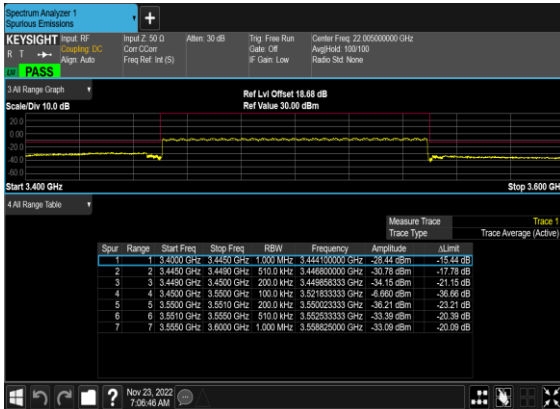 Spectrum Analyzer 1
Spurious Emissions
KEYSIGHT Input: RF Input Z: 50 Ω Atten: 30 dB Trig: Free Run Center Freq: 22.005000000 GHz
R T Coupling: DC Corr CCorr Gate: Off Avg|Hold: 100/100
Align: Auto Freq Ref: Int (S) IF Gain: Low Radio Std: None
PASS
3 All Range Graph
Ref Lvl Offset 18.68 dB
Scale/Div 10.0 dB Ref Value 30.00 dBm
20.0
0.00
-20.0
-40.0
-60.0
Start 3.400 GHz Stop 3.600 GH
4 All Range Table
Measure Trace Trace 1
Trace Type Trace Average (Active)
Spur Range Start Freq Stop Freq RBW Frequency Amplitude ΔLimit
1 1 3.4000 GHz 3.4450 GHz 1.000 MHz 3.444100000 GHz -28.44 dBm -15.44 dB
2 2 3.4450 GHz 3.4490 GHz 510.0 kHz 3.446800000 GHz -30.78 dBm -17.78 dB
3 3 3.4490 GHz 3.4500 GHz 200.0 kHz 3.449858333 GHz -34.15 dBm -21.15 dB
4 4 3.4500 GHz 3.5500 GHz 100.0 kHz 3.521833333 GHz -6.660 dBm -36.66 dB
5 5 3.5500 GHz 3.5510 GHz 200.0 kHz 3.550023333 GHz -36.21 dBm -23.21 dB
6 6 3.5510 GHz 3.5550 GHz 510.0 kHz 3.552533333 GHz -33.39 dBm -20.39 dB
7 7 3.5550 GHz 3.6000 GHz 1.000 MHz 3.558825000 GHz -33.09 dBm -20.09 dB
Nov 23, 2022
7:06:46 AM